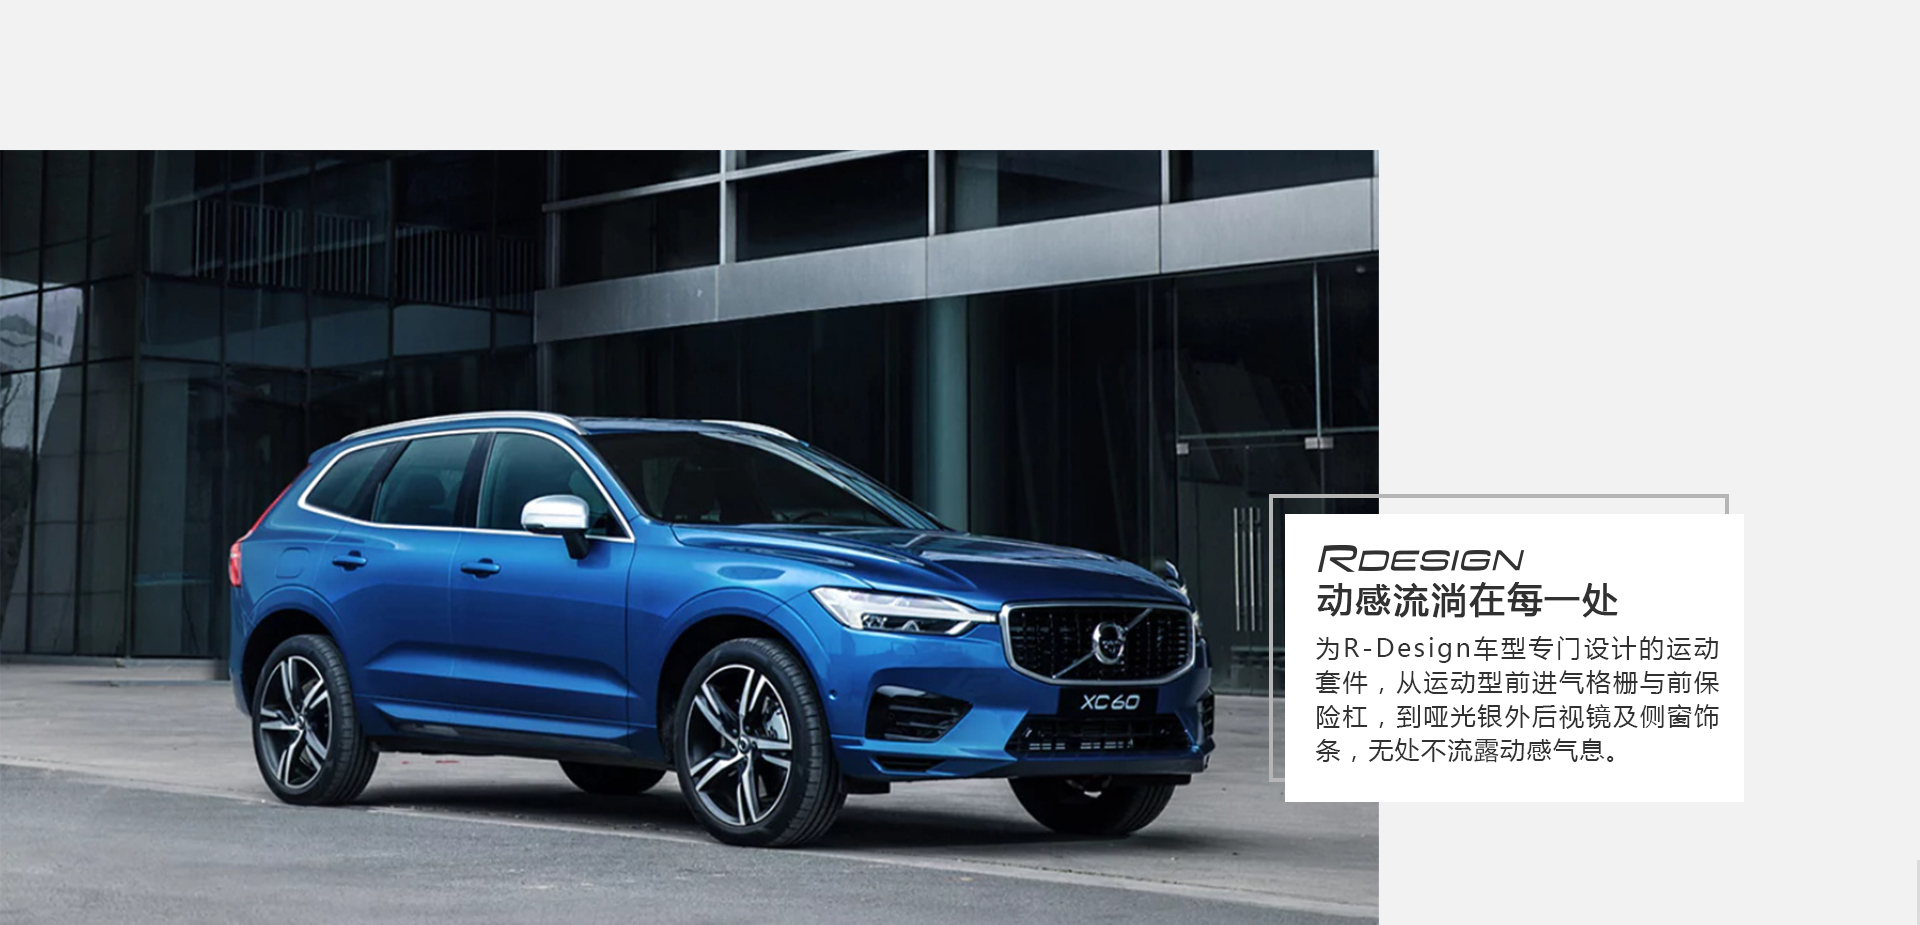 XC60
RDESIGN
动感流淌在每一处
为R-Design车型专门设计的运动
套件，从运动型前进气格栅与前保
险杠，到哑光银外后视镜及侧窗饰
条，无处不流露动感气息。